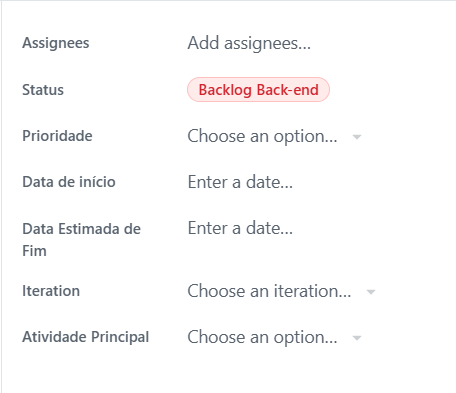 Assignees Add assignees...
Status Backlog Back-end
Prioridade Choose an option...
Data de início Enter a date...
Data Estimada de Enter a date...
Fim
Iteration Choose an iteration...
Atividade Principal Choose an option...